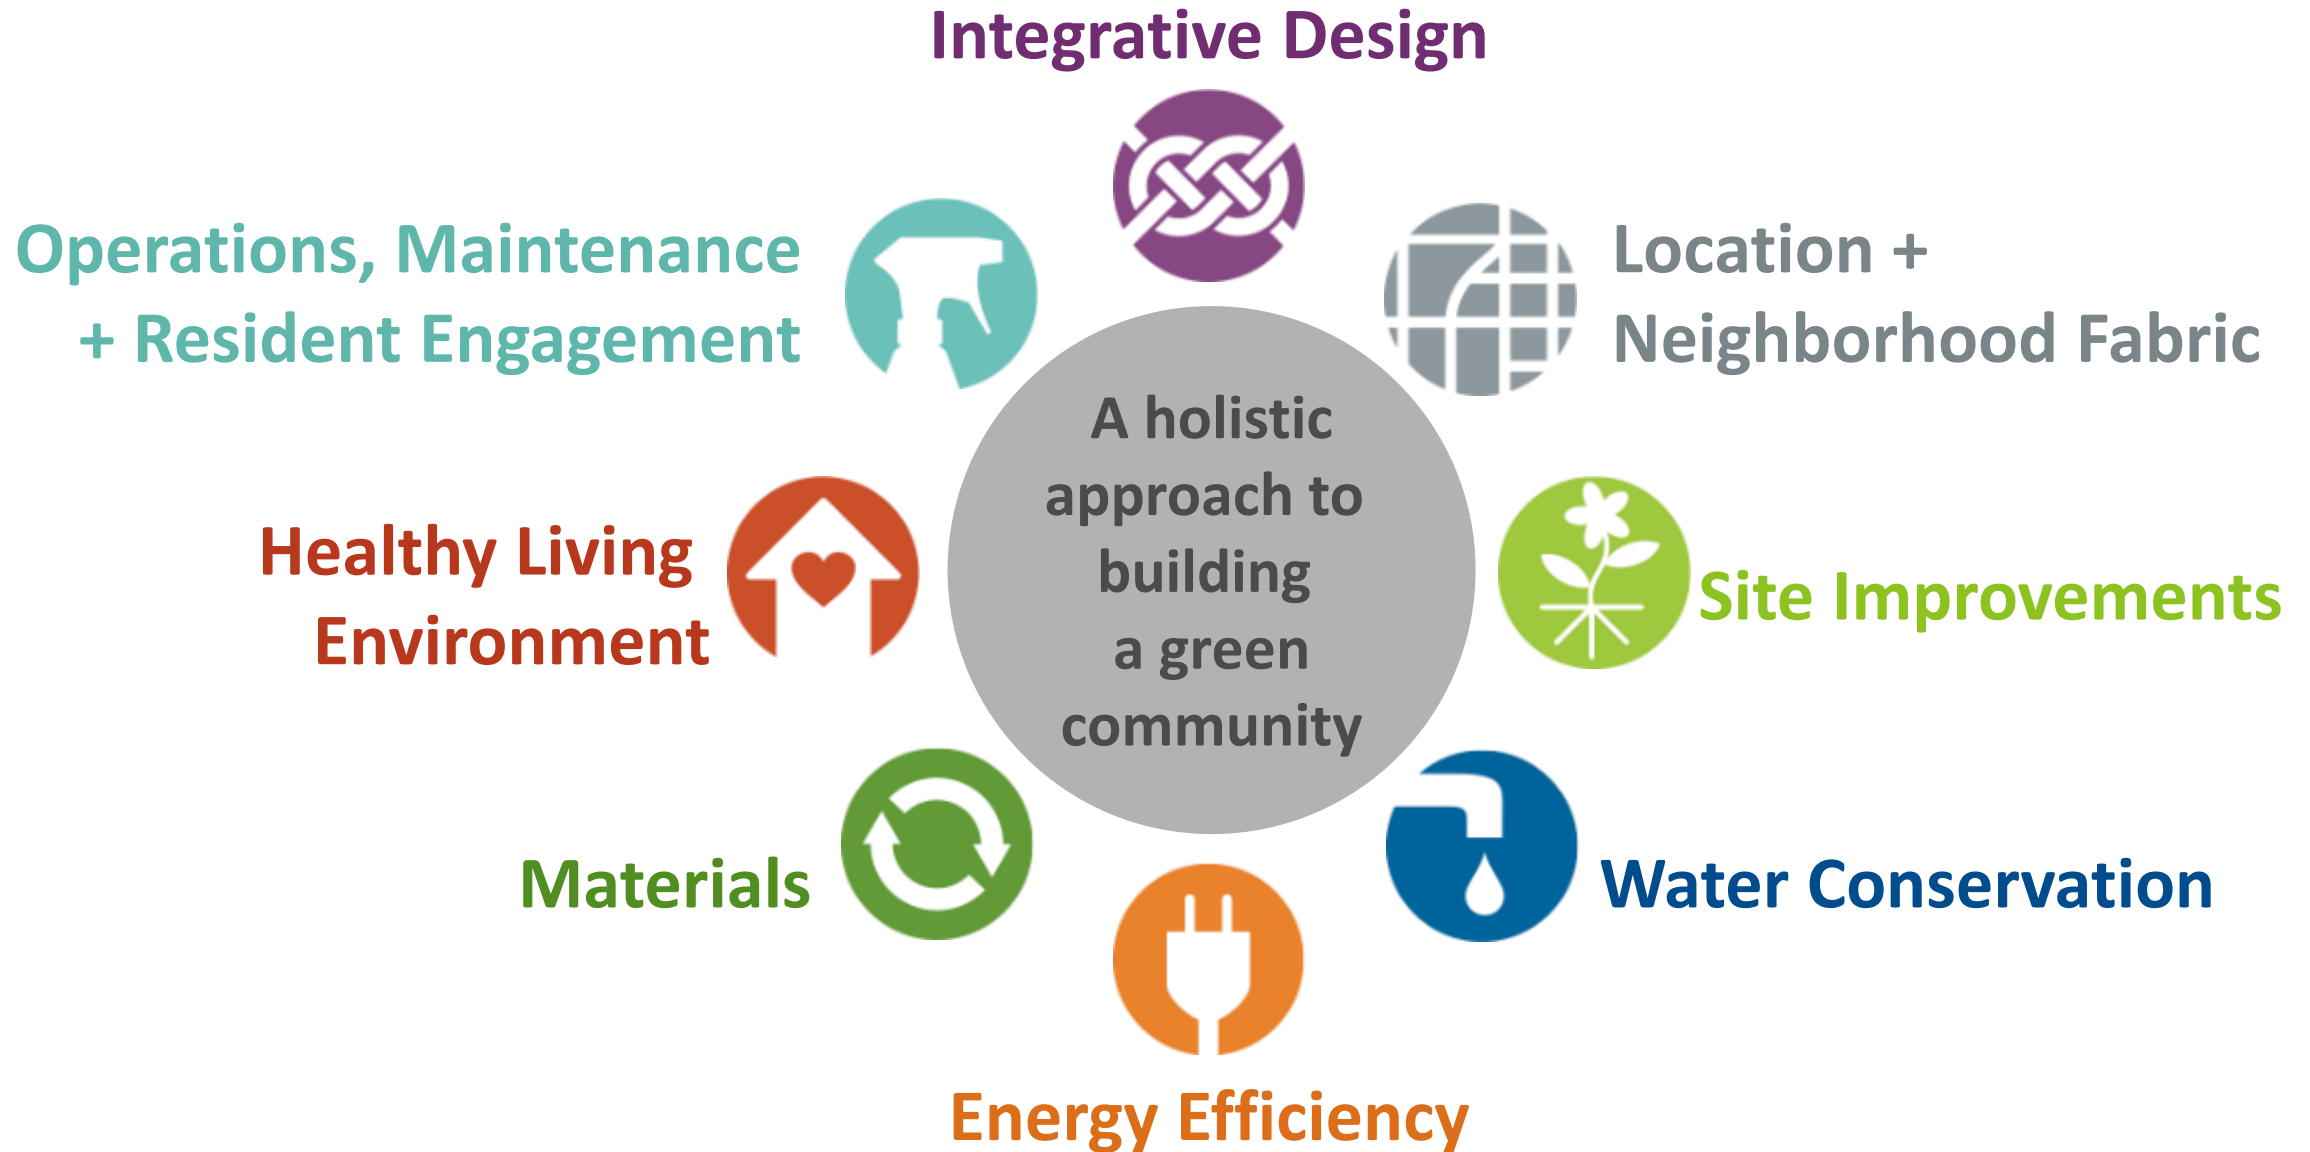 Integrative Design
Operations, Maintenance
+ Resident Engagement
Location +
Neighborhood Fabric
A holistic
approach to
building
a green
community
Healthy Living
Environment
Site Improvements
Materials
Water Conservation
Energy Efficiency